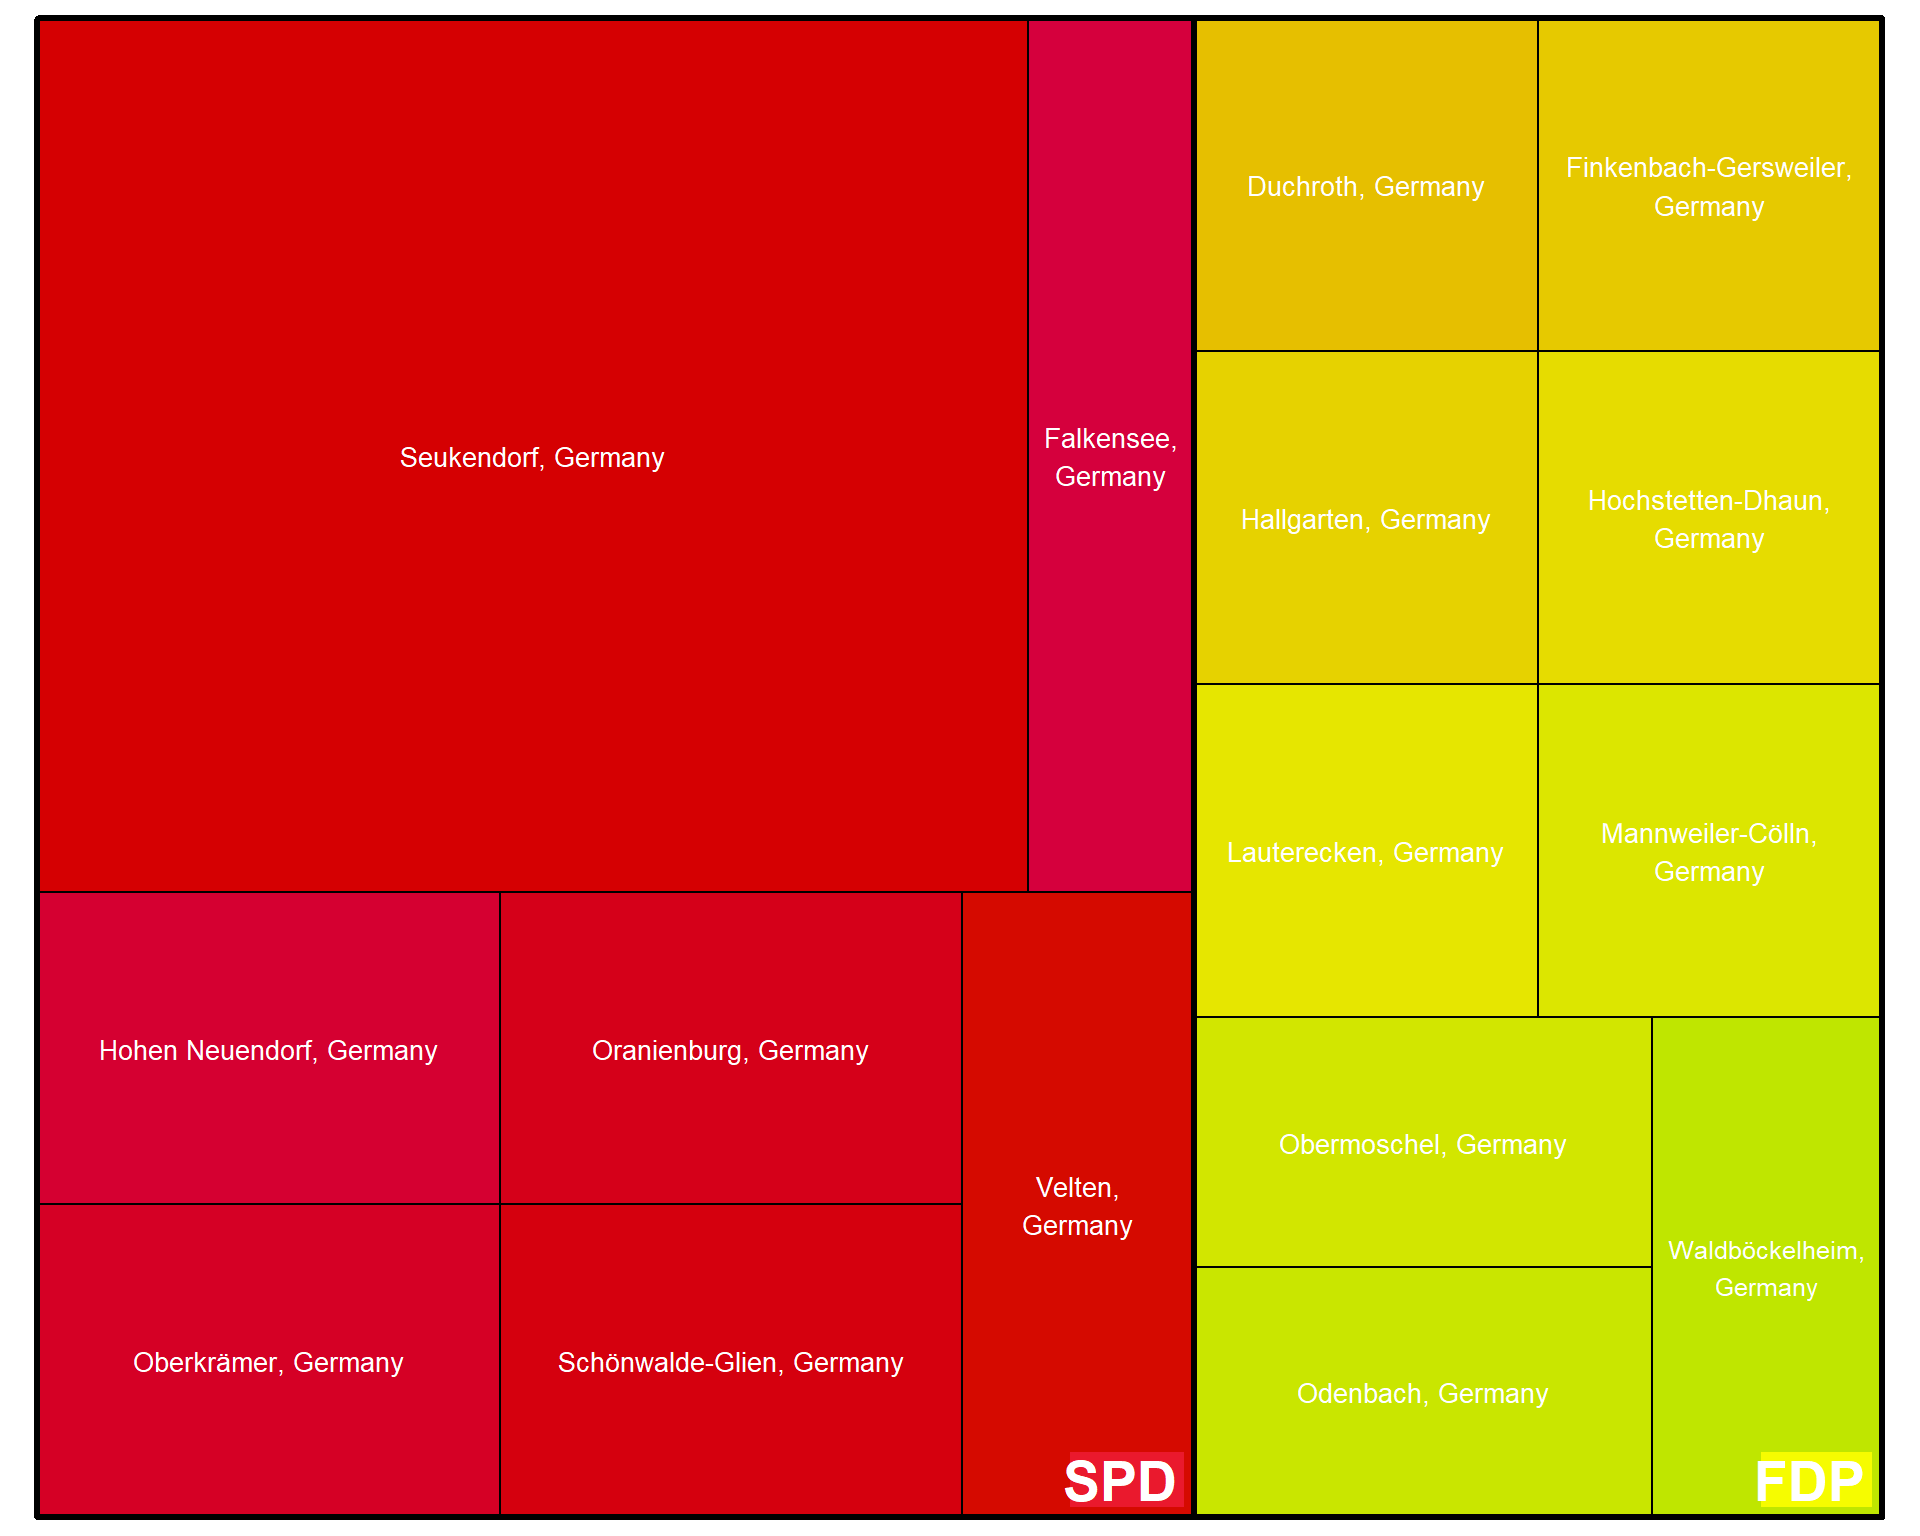 Seukendorf, Germany
Falkensee,
Germany
Hohen Neuendorf, Germany
Oranienburg, Germany
Oberkrämer, Germany
Schönwalde-Glien, Germany
Velten,
Germany
SPD
Duchroth, Germany
Finkenbach-Gersweiler,
Germany
Hallgarten, Germany
Hochstetten-Dhaun,
Germany
Lauterecken, Germany
Mannweiler-Cölln,
Germany
Obermoschel, Germany
Odenbach, Germany
Waldböckelheim,
Germany
FDP